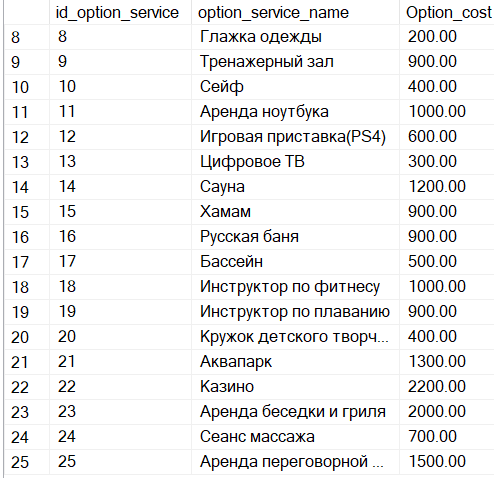 id_option_service option_service_name Option_cost
8 8 Глажка одежды 200.00
9 9 Тренажерный зал 900.00
10 10 Сейф 400.00
11 11 Аренда ноутбука 1000.00
12 12 Игровая приставка(PS4) 600.00
13 13 Цифровое ТВ 300.00
14 14 Сауна 1200.00
15 15 Хамам 900.00
16 16 Русская баня 900.00
17 17 Бассейн 500.00
18 18 Инструктор по фитнесу 1000.00
19 19 Инструктор по плаванию 900.00
20 20 Кружок детского творч... 400.00
21 21 Аквапарк 1300.00
22 22 Казино 2200.00
23 23 Аренда беседки и гриля 2000.00
24 24 Сеанс массажа 700.00
25 25 Аренда переговорной ... 1500.00